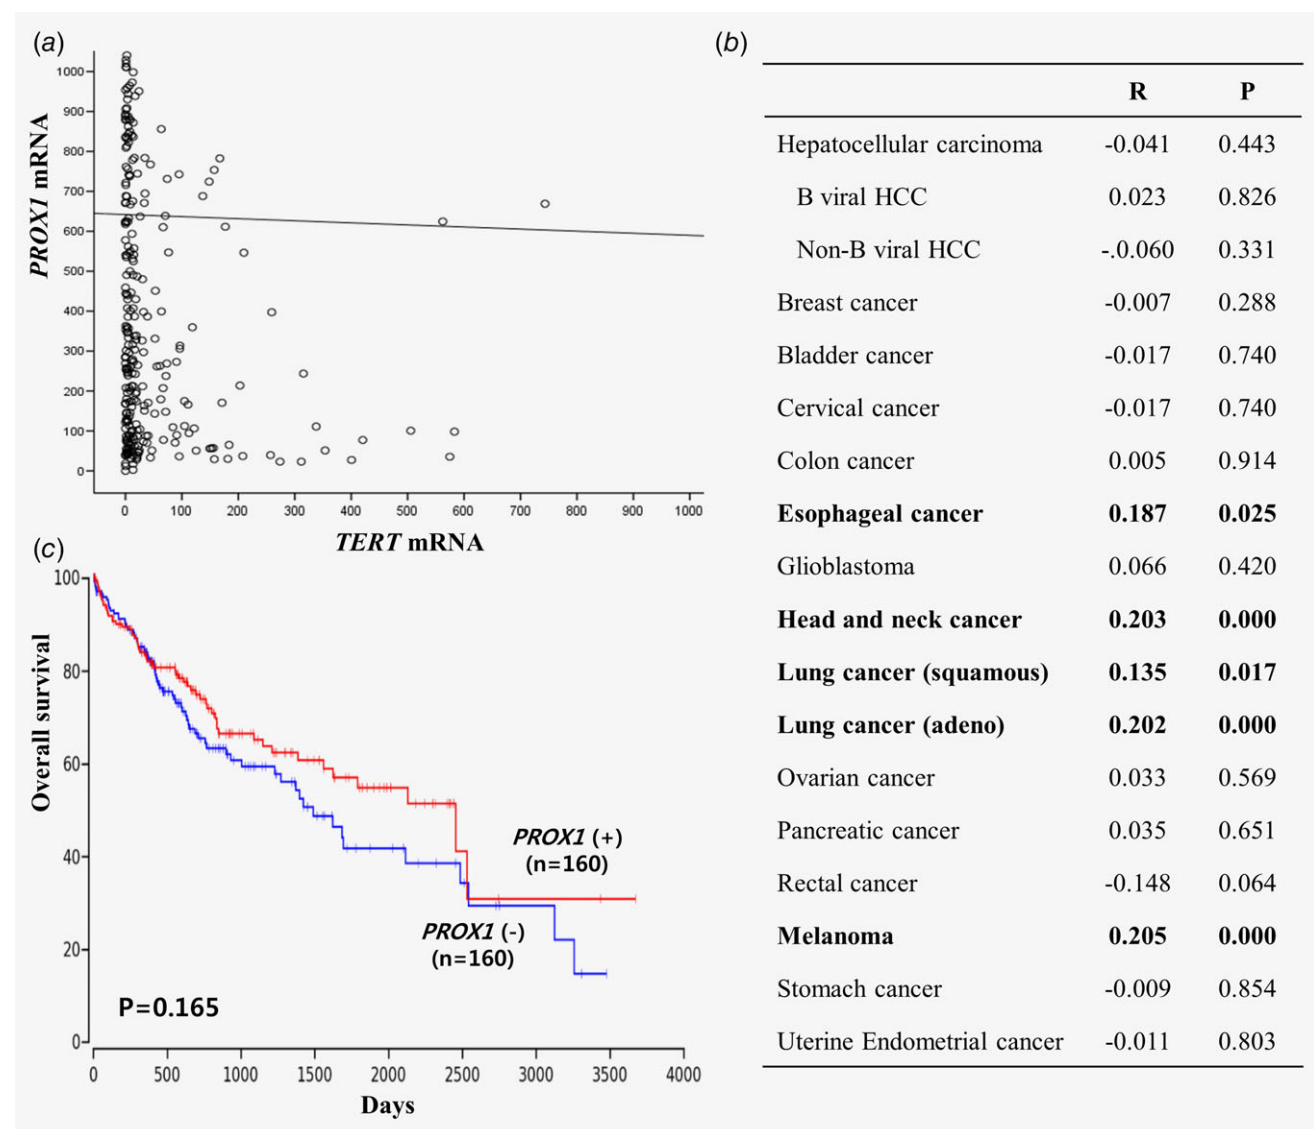 (a)
PROX1 mRNA
1000
900
800
700
600
500
400
300
200
100
0
0 100 200 300 400 500 600 700 800 900 1000
TERT mRNA
(b)
R P
Hepatocellular carcinoma -0.041 0.443
B viral HCC 0.023 0.826
Non-B viral HCC -.0.060 0.331
Breast cancer -0.007 0.288
Bladder cancer -0.017 0.740
Cervical cancer -0.017 0.740
Colon cancer 0.005 0.914
Esophageal cancer 0.187 0.025
Glioblastoma 0.066 0.420
Head and neck cancer 0.203 0.000
Lung cancer (squamous) 0.135 0.017
Lung cancer (adeno) 0.202 0.000
Ovarian cancer 0.033 0.569
Pancreatic cancer 0.035 0.651
Rectal cancer -0.148 0.064
Melanoma 0.205 0.000
Stomach cancer -0.009 0.854
Uterine Endometrial cancer -0.011 0.803
(c)
Overall survival
100
80
60
40
20
0
PROX1 (+)
(n=160)
PROX1 (-)
(n=160)
P=0.165
0 500 1000 1500 2000 2500 3000 3500 4000
Days